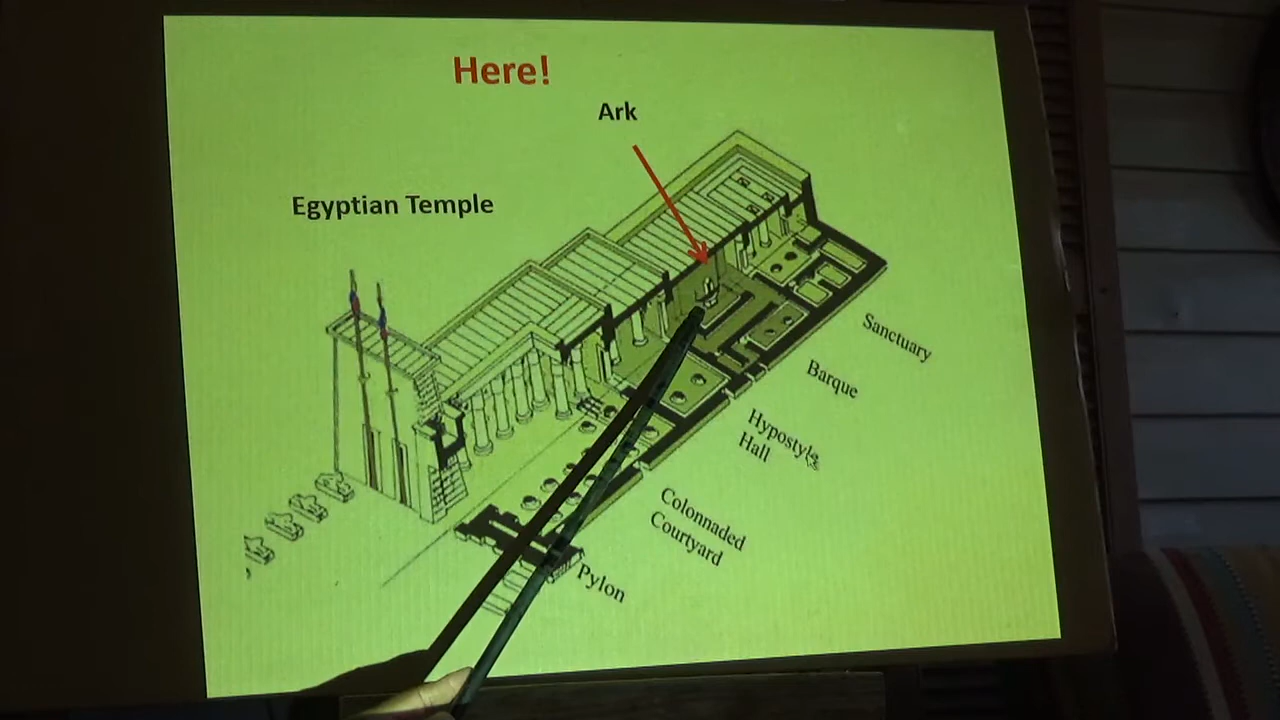 Here!
Ark
Egyptian Temple
Sanctuary
Barque
Hypostyle
Hall
Colonnaded
Courtyard
Pylon